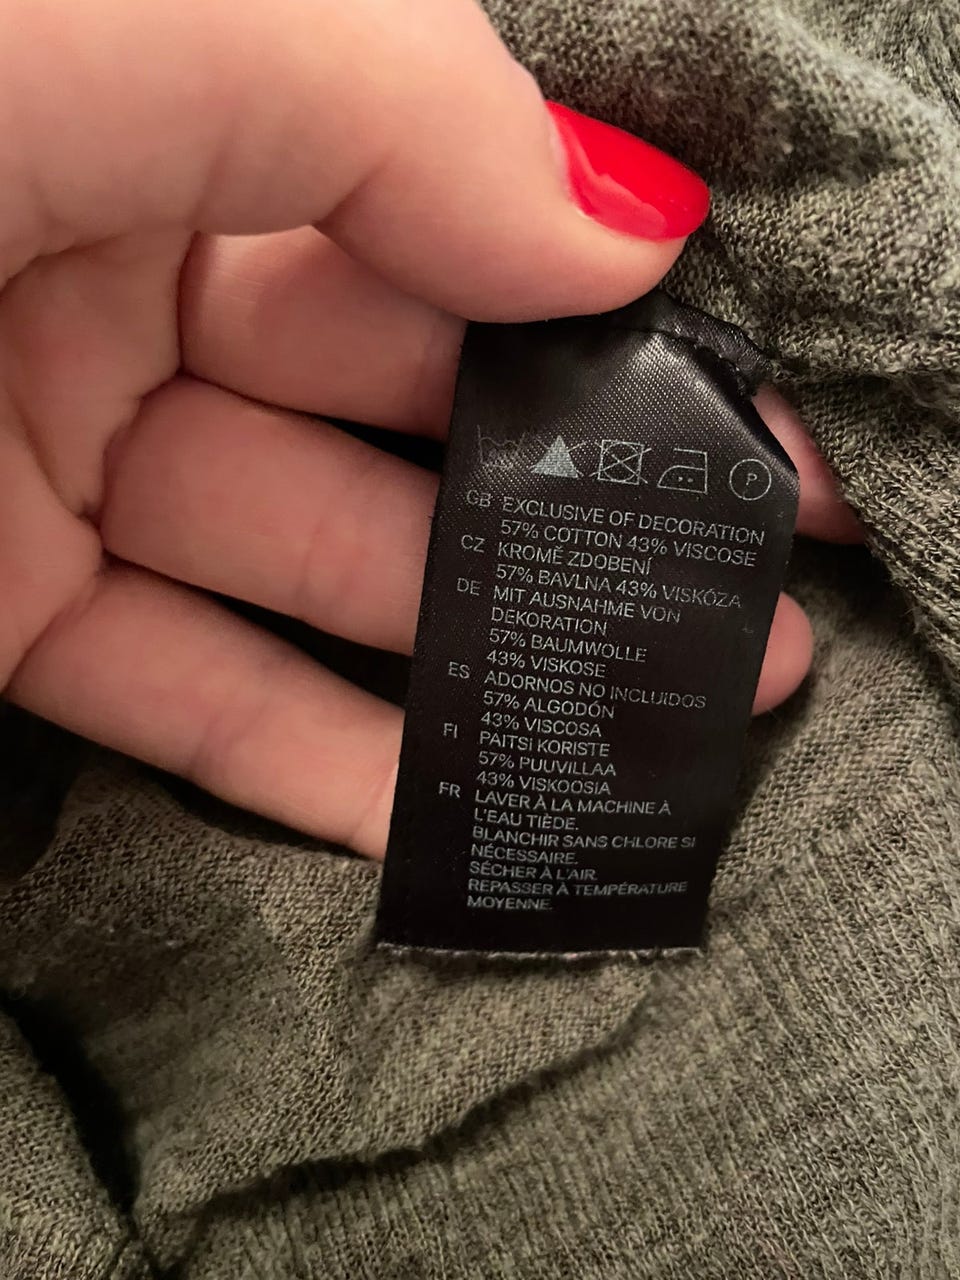 P
GB EXCLUSIVE OF DECORATION
57% COTTON 43% VISCOSE
CZ KROMĚ ZDOBENÍ
57% BAVLNA 43% VISKÓZA
DE MIT AUSNAHME VON
DEKORATION
57% BAUMWOLLE
43% VISKOSE
ES ADORNOS NO INCLUIDOS
57% ALGODÓN
43% VISCOSA
FI PAITSI KORISTE
57% PUUVILLAA
43% VISKOOSIA
FR LAVER À LA MACHINE À
L'EAU TIÈDE.
BLANCHIR SANS CHLORE SI
NÉCESSAIRE.
SÉCHER À L'AIR.
REPASSER À TEMPÉRATURE
MOYENNE.